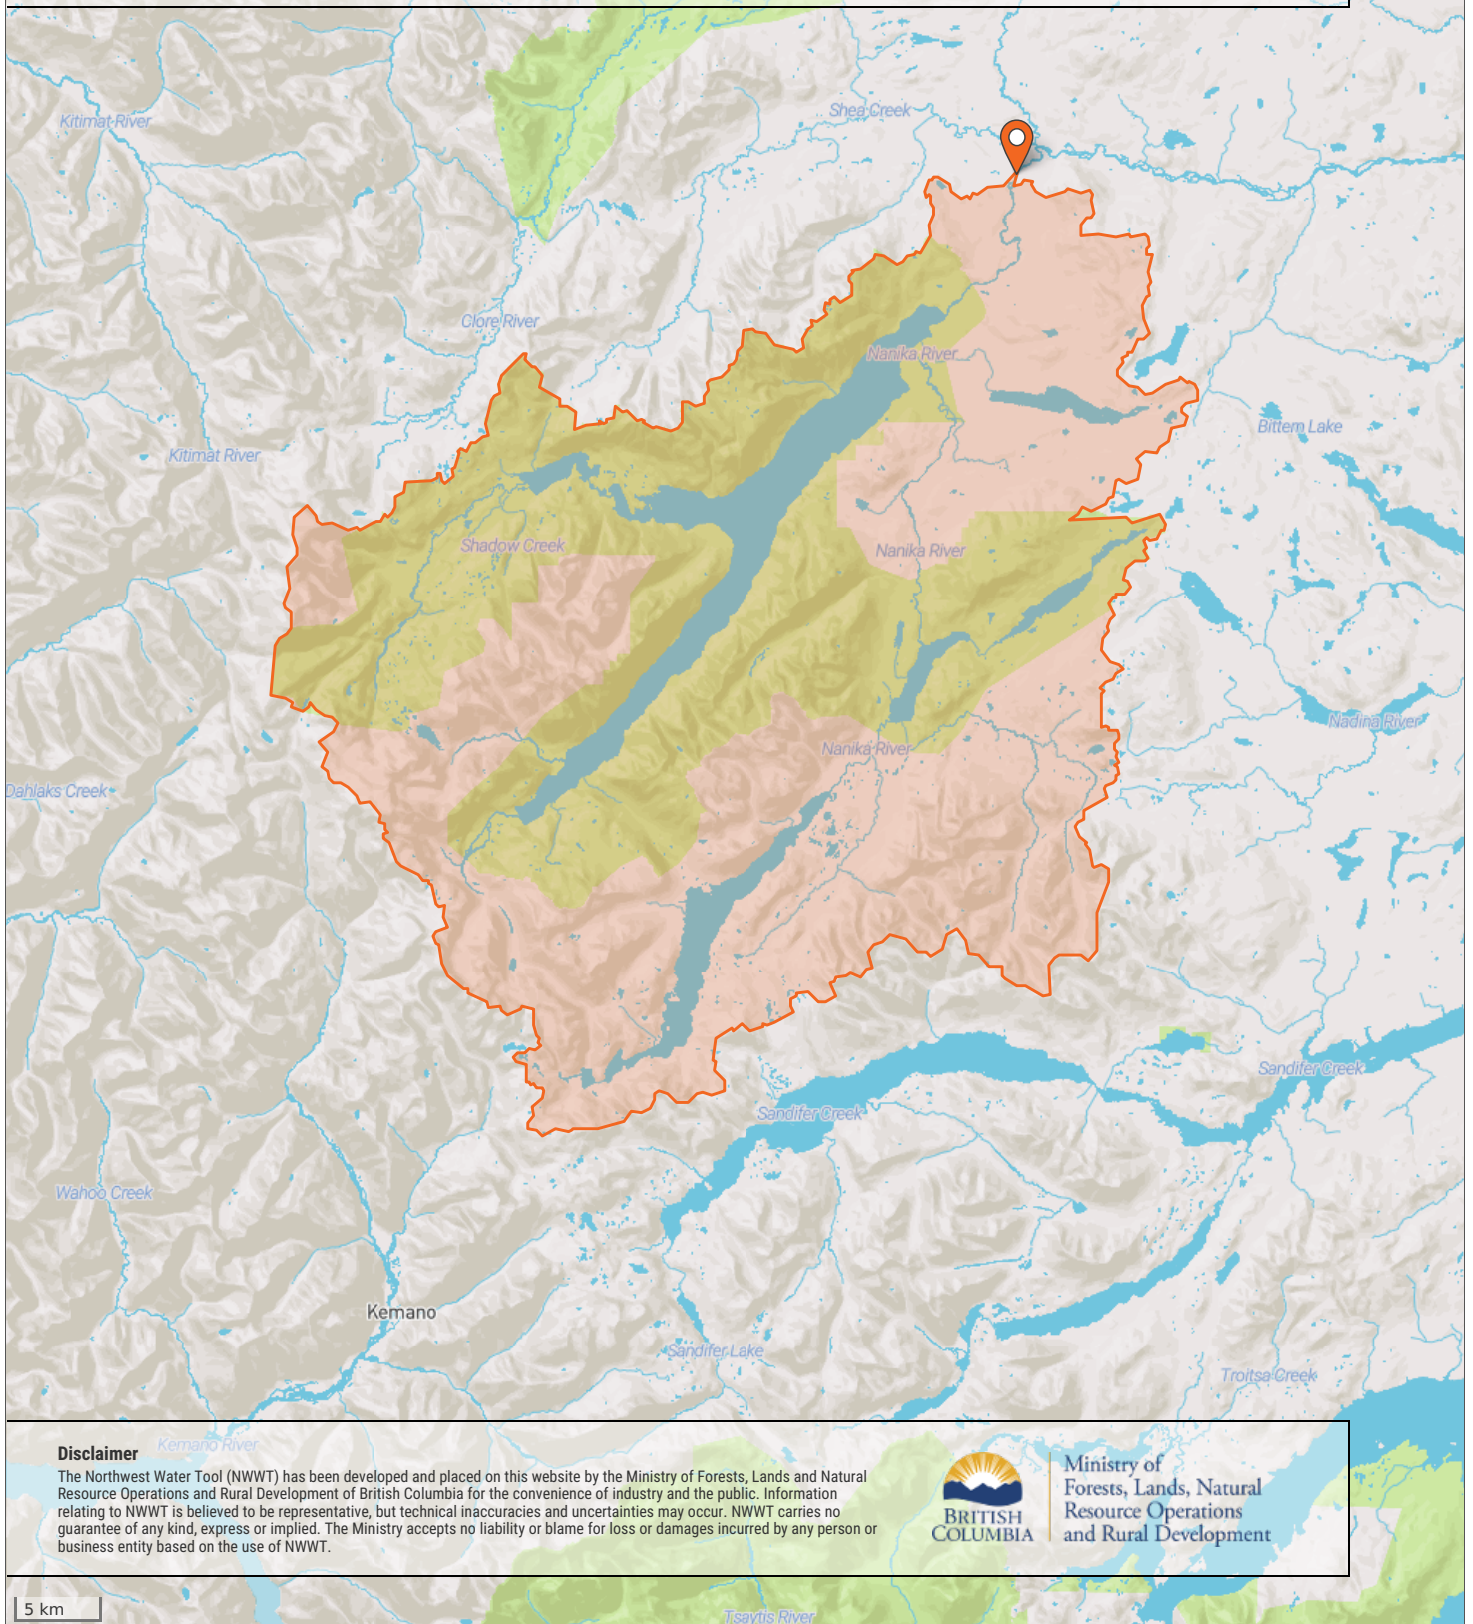 Shea Creek
Kitimat River
Clore River
Nanika River
Bittern Lake
Kitimat River
Shadow Creek
Nanika River
Nadina River
Nanika River
Dahlaks Creek
Sandifer Creek
Sandifer Creek
Wahoo Creek
Kemano
Sandifer Lake
Troitsa Creek
Kemano River
Disclaimer
The Northwest Water Tool (NWWT) has been developed and placed on this website by the Ministry of Forests, Lands and Natural
Resource Operations and Rural Development of British Columbia for the convenience of industry and the public. Information
relating to NWWT is believed to be representative, but technical inaccuracies and uncertainties may occur. NWWT carries no
guarantee of any kind, express or implied. The Ministry accepts no liability or blame for loss or damages incurred by any person or
business entity based on the use of NWWT.
BRITISH
COLUMBIA
Ministry of
Forests, Lands, Natural
Resource Operations
and Rural Development
5 km
Tsaytis River